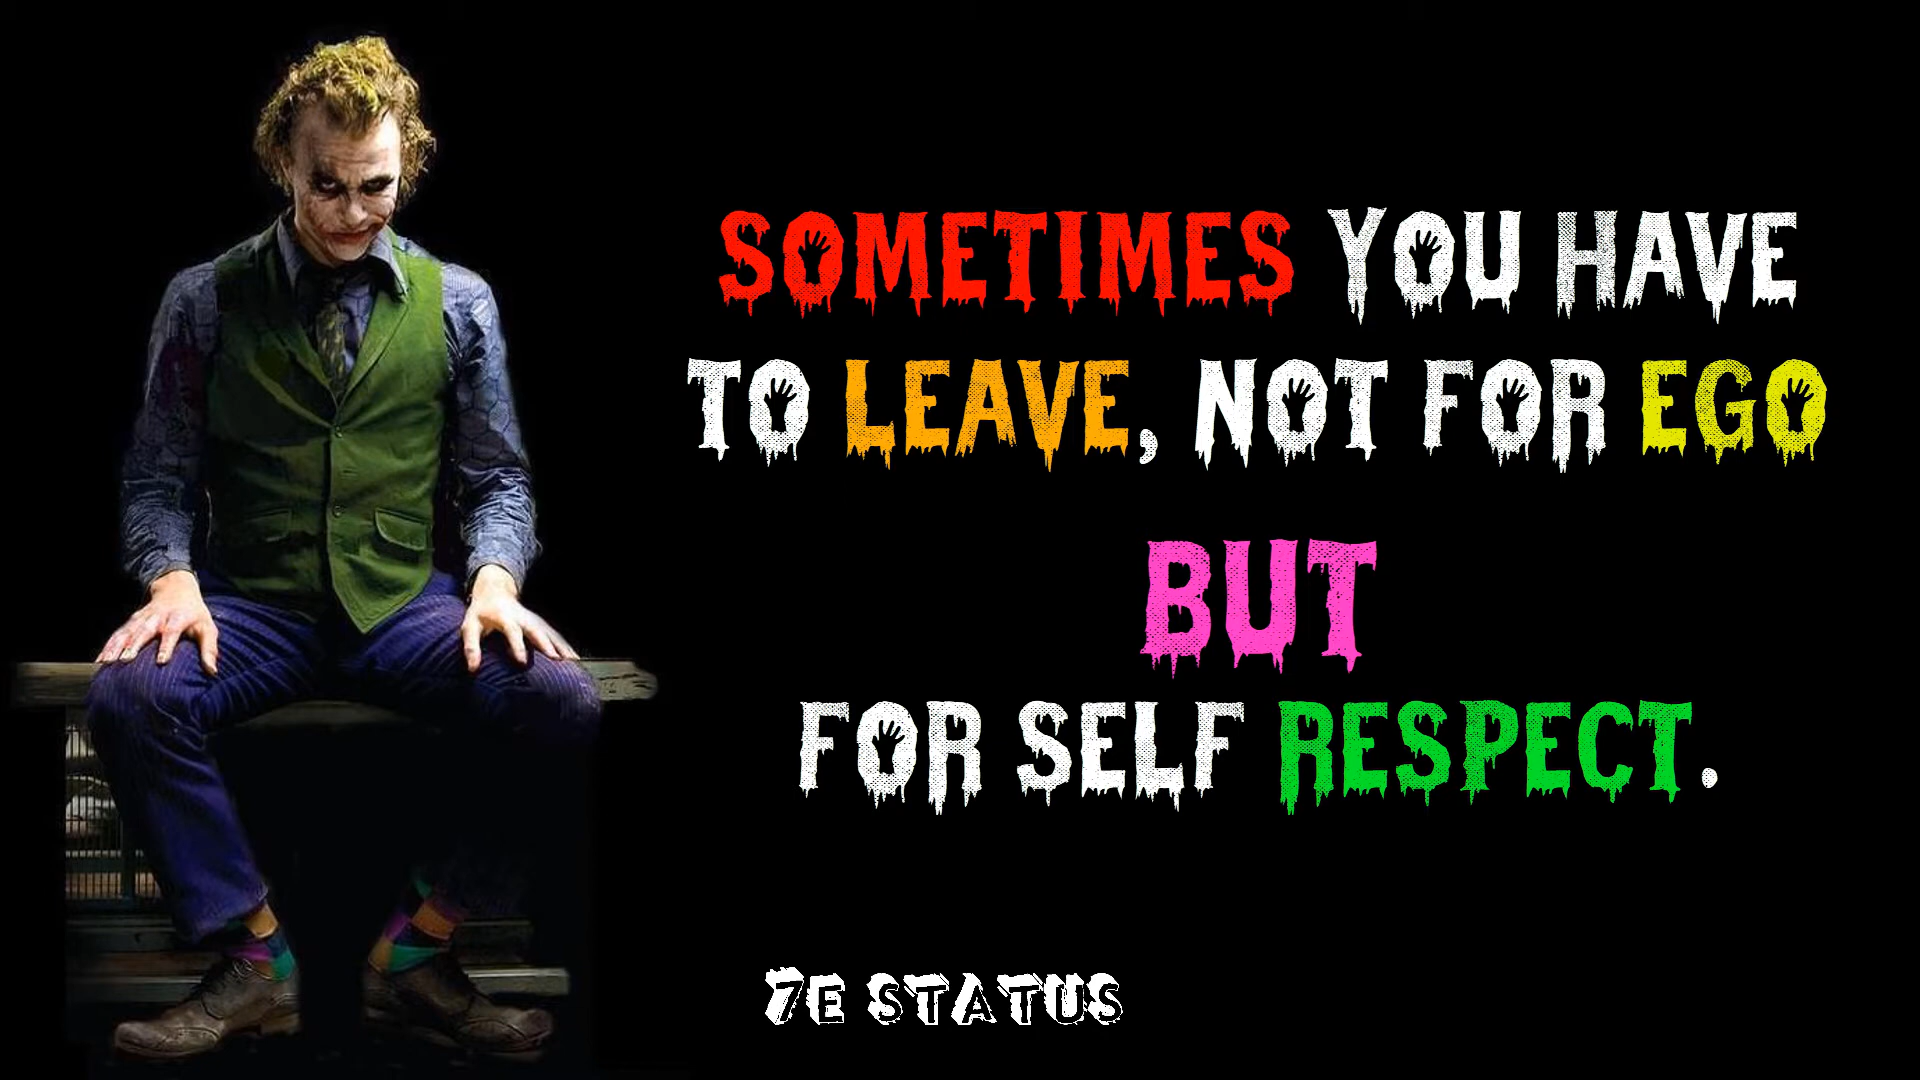 SOMETIMES YOU HAVE
TO LEAVE, NOT FOR EGO
BUT
FOR SELF RESPECT.
7E STATUS